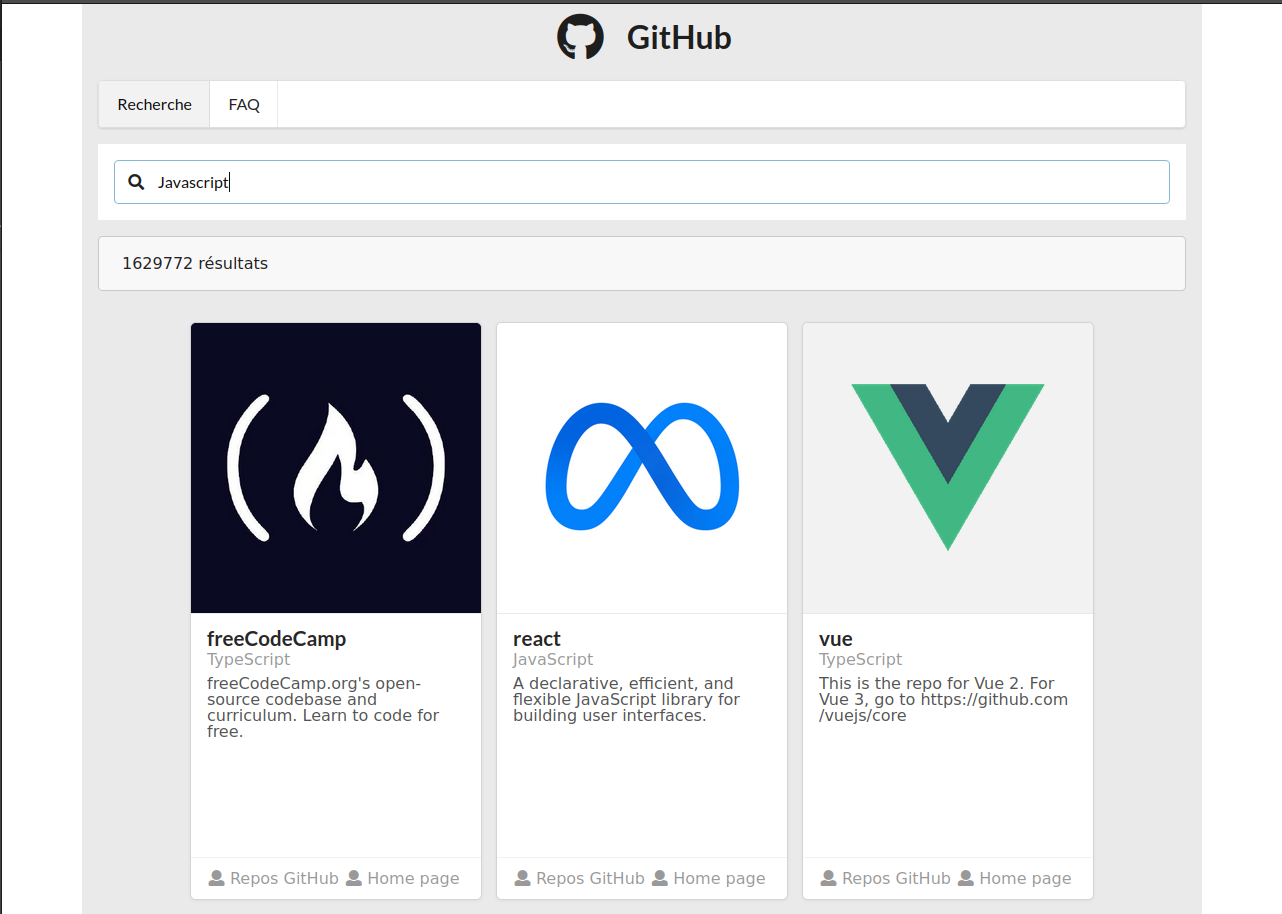 GitHub
Recherche FAQ
Javascript
1629772 résultats
freeCodeCamp
TypeScript
freeCodeCamp.org's open-
source codebase and
curriculum. Learn to code for
free.
Repos GitHub Home page
react
JavaScript
A declarative, efficient, and
flexible JavaScript library for
building user interfaces.
Repos GitHub Home page
vue
TypeScript
This is the repo for Vue 2. For
Vue 3, go to https://github.com
/vuejs/core
Repos GitHub Home page